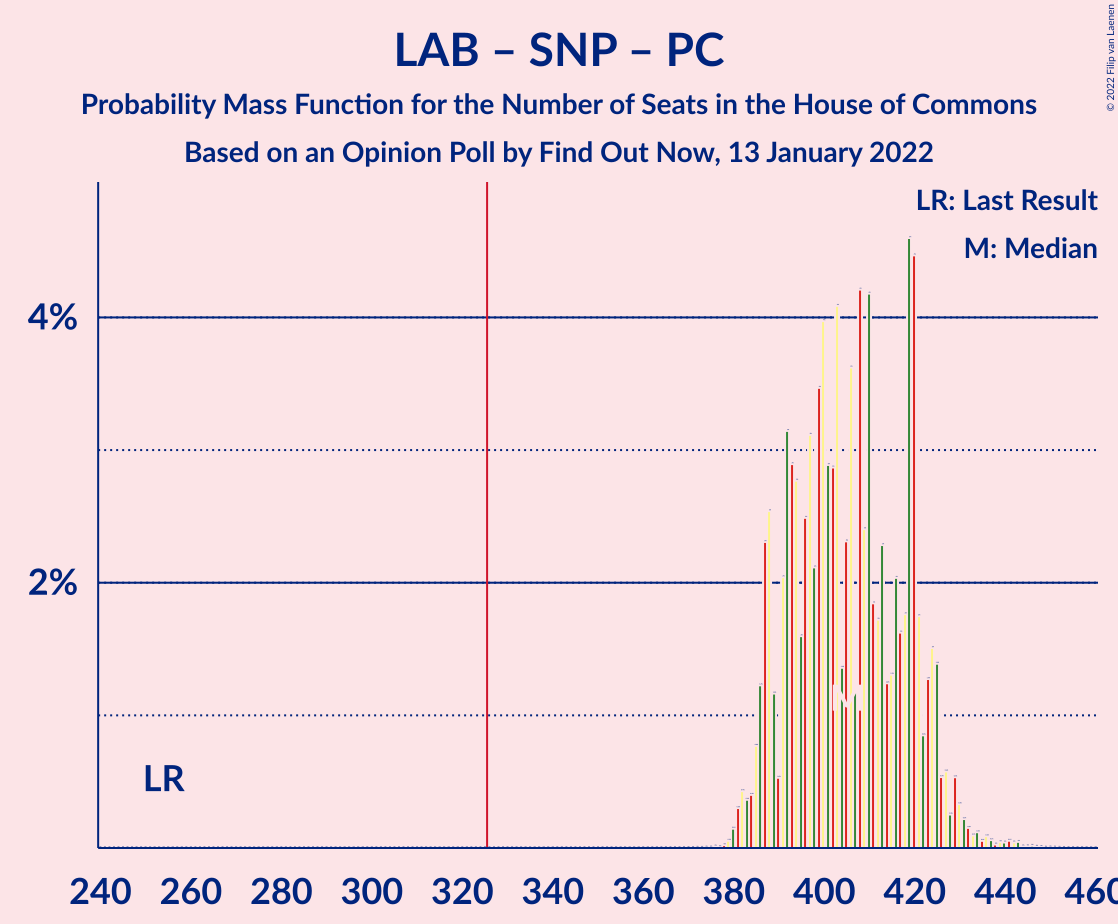 LAB – SNP – PC
Probability Mass Function for the Number of Seats in the House of Commons
Based on an Opinion Poll by Find Out Now, 13 January 2022
© 2022 Filip van Laenen
LR: Last Result
M: Median
4%
2%
LR
M
240 260 280 300 320 340 360 380 400 420 440 460